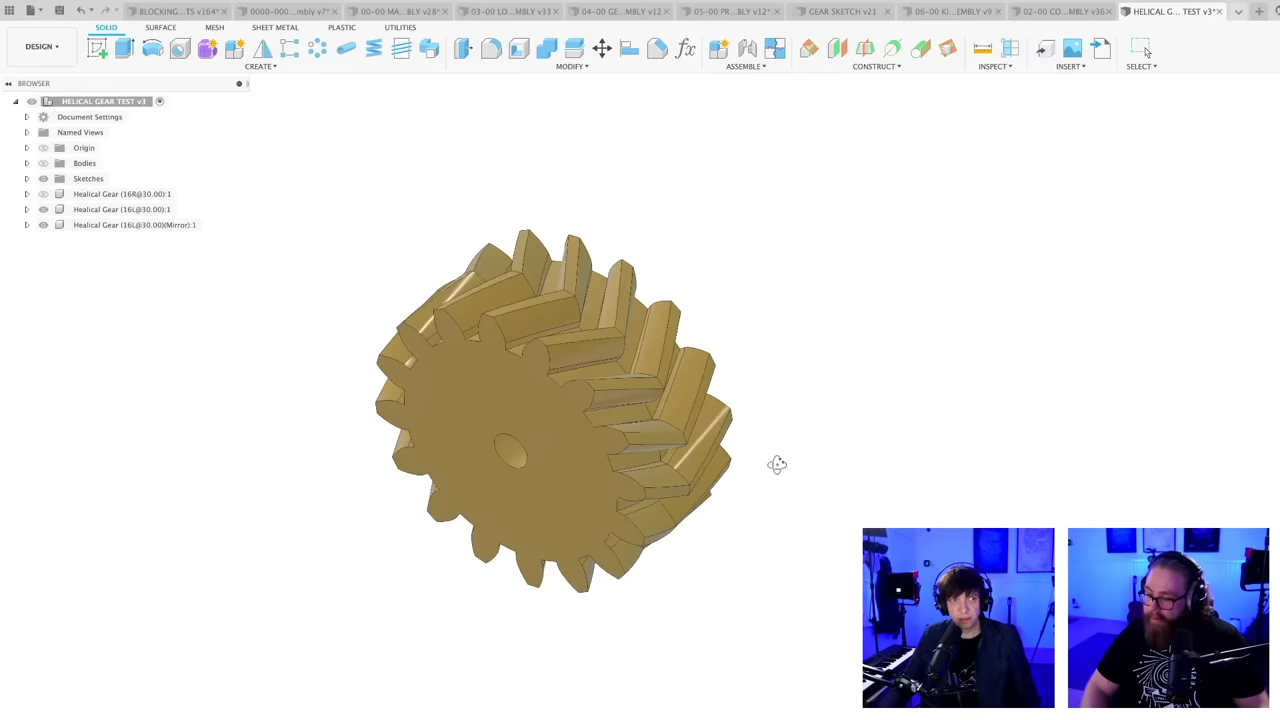 BLOCKING...TS v164*
0000-000...mbly v7*
00-00 MA...BLY v28*
03-00 LO...EMBLY v33
04-00 GE...MBLY v12
05-00 PR...BLY v12*
GEAR SKETCH v21
06-00 KI...EMBLY v9
02-00 CO...MBLY v36
HELICAL G... TEST v3*
SOLID SURFACE MESH SHEET METAL PLASTIC UTILITIES
DESIGN
CREATE MODIFY ASSEMBLE CONSTRUCT INSPECT INSERT SELECT
fx
BROWSER
HELICAL GEAR TEST v3
Document Settings
Named Views
Origin
Bodies
Sketches
Healical Gear (16R@30.00):1
Healical Gear (16L@30.00):1
Healical Gear (16L@30.00)(Mirror):1